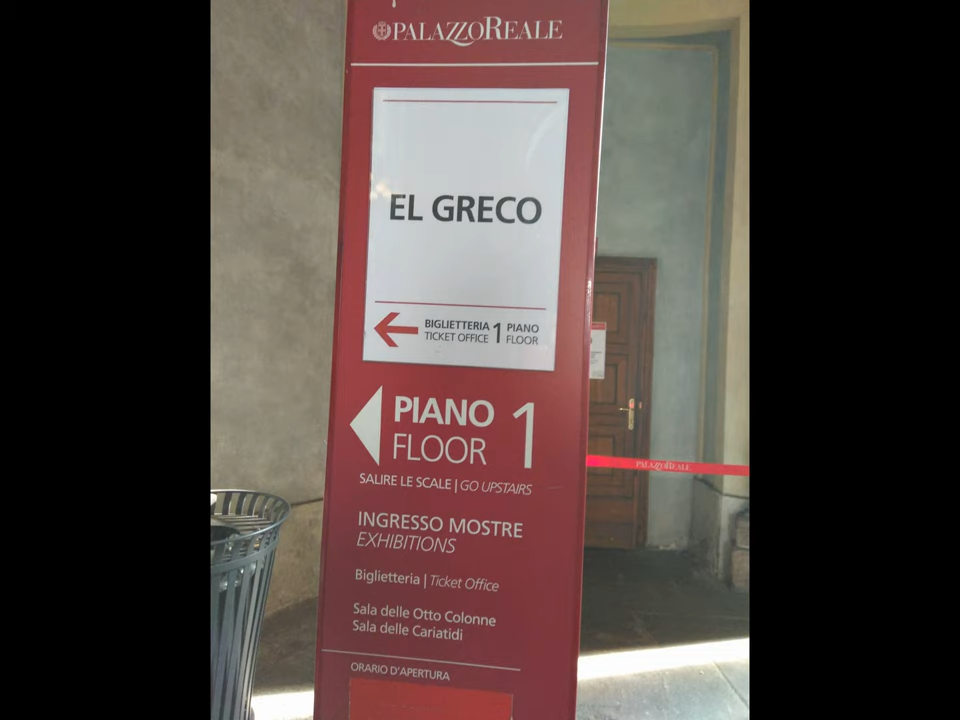 PALAZZOREALE
EL GRECO
BIGLIETTERIA 1 PIANO
TICKET OFFICE FLOOR
PIANO 1
FLOOR
SALIRE LE SCALE | GO UPSTAIRS
INGRESSO MOSTRE
EXHIBITIONS
Biglietteria | Ticket Office
Sala delle Otto Colonne
Sala delle Cariatidi
ORARIO D'APERTURA
PALAZZOREALE